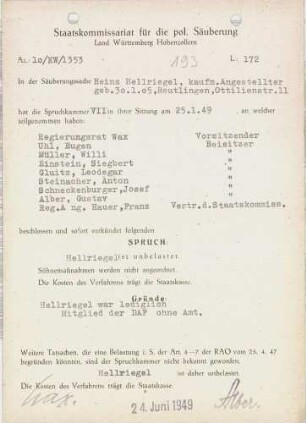 Staatskommissariat für die pol. Säuberung
Land Württemberg Hohenzollern
Az. 10/KW/1353
193
L. 172
In der Säuberungssache Heinz Hellriegel, kaufm.Angestellter
geb.30.1.05,Reutlingen,Ottilienstr.11
hat die Spruchkammer VII in ihrer Sitzung am 25.1.49 , an welcher
teilgenommen haben:
Regierungsrat Wax Vorsitzender
Uhl, Eugen Beisitzer
Müller, Willi "
Einstein, Siegbert "
Gluitz, Leodegar "
Steinacher, Anton "
Schneckenburger,Josef "
Alber, Gustav "
Reg.A ng. Hauer,Franz Vertr.d.Staatskommiss.
beschlossen und sofort verkündet folgenden
SPRUCH
Hellriegel ist unbelastet
Sühnemaßnahmen werden nicht angeordnet.
Die Kosten des Verfahrens trägt die Staatskasse.
Gründe:
Hellriegel war lediglich
Mitglied der DAF ohne Amt.
Weitere Tatsachen, die eine Belastung i. S. der Art. 4—7 der RAO vom 25. 4. 47
begründen könnten, sind der Spruchkammer nicht bekannt geworden.
Hellriegel ist daher unbelastet.
Die Kosten des Verfahrens trägt die Staatskasse
Wax.
24. Juni 1949
Alber.